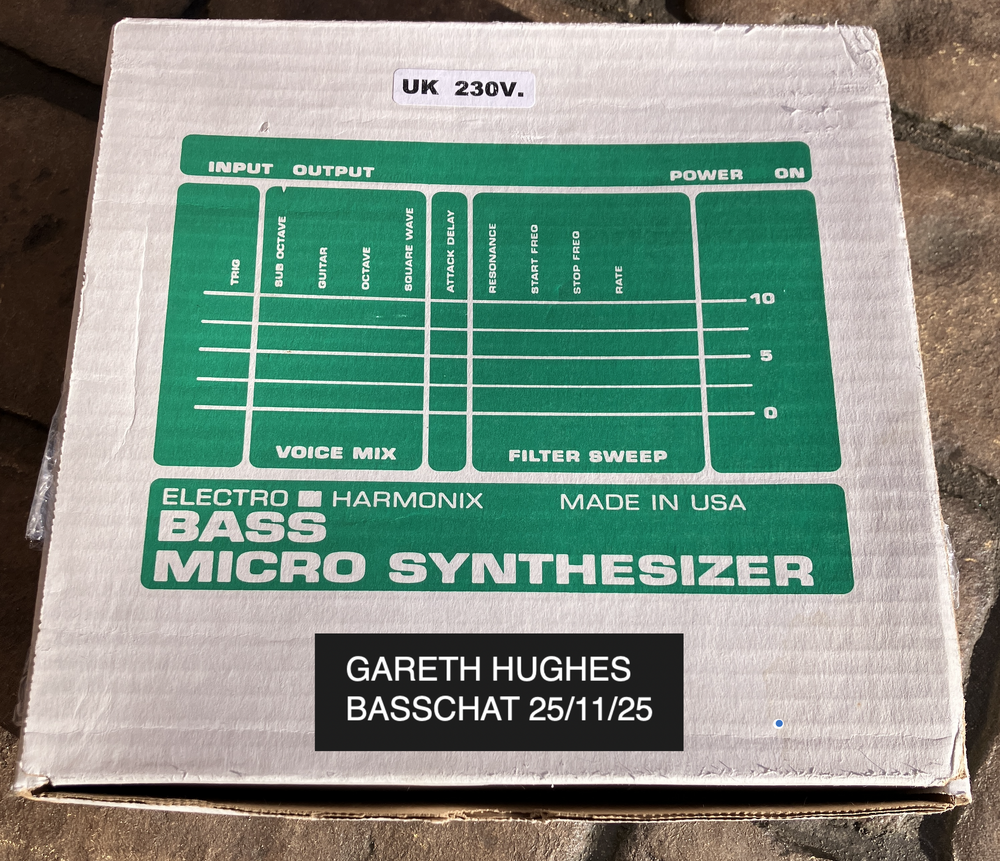 UK 230V.
INPUT OUTPUT POWER ON
TRIG
SUB OCTAVE
GUITAR
OCTAVE
SQUARE WAVE
ATTACK DELAY
RESONANCE
START FREQ
STOP FREQ
RATE
10
5
0
VOICE MIX FILTER SWEEP
ELECTRO HARMONIX MADE IN USA
BASS
MICRO SYNTHESIZER
GARETH HUGHES
BASSCHAT 25/11/25